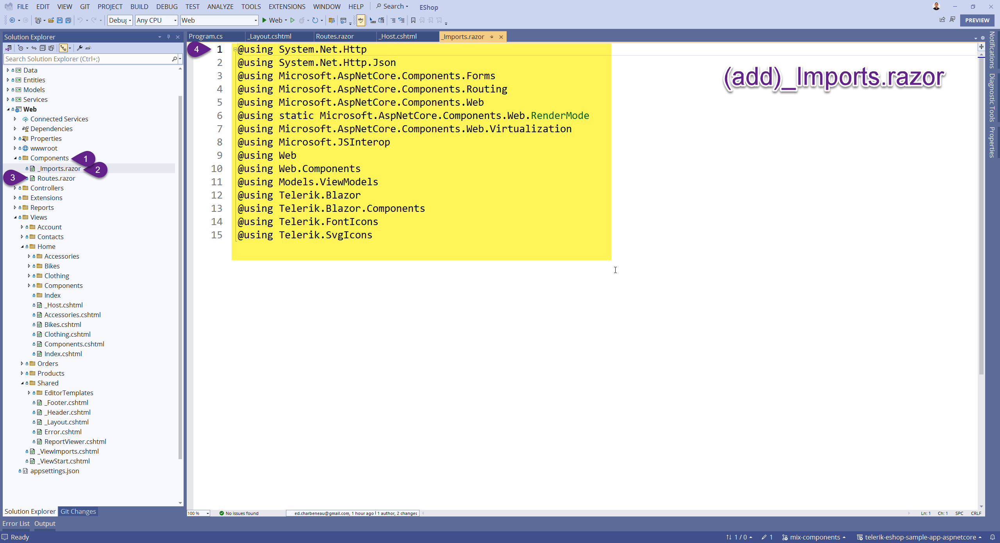 FILE EDIT VIEW GIT PROJECT BUILD DEBUG TEST ANALYZE TOOLS EXTENSIONS WINDOW HELP Search EShop
Debug Any CPU Web Web PREVIEW
Solution Explorer
Search Solution Explorer (Ctrl+;)
Data
Entities
Models
Services
Web
Connected Services
Dependencies
Properties
wwwroot
Components 1
_Imports.razor 2
3 Routes.razor
Controllers
Extensions
Reports
Views
Account
Contacts
Home
Accessories
Bikes
Clothing
Components
Index
_Host.cshtml
Accessories.cshtml
Bikes.cshtml
Clothing.cshtml
Components.cshtml
Index.cshtml
Orders
Products
Shared
EditorTemplates
_Footer.cshtml
_Header.cshtml
_Layout.cshtml
Error.cshtml
ReportViewer.cshtml
_ViewImports.cshtml
_ViewStart.cshtml
appsettings.json
Solution Explorer Git Changes
Program.cs _Layout.cshtml Routes.razor _Host.cshtml _Imports.razor
4 1 @using System.Net.Http
2 @using System.Net.Http.Json
3 @using Microsoft.AspNetCore.Components.Forms
4 @using Microsoft.AspNetCore.Components.Routing
5 @using Microsoft.AspNetCore.Components.Web
6 @using static Microsoft.AspNetCore.Components.Web.RenderMode
7 @using Microsoft.AspNetCore.Components.Web.Virtualization
8 @using Microsoft.JSInterop
9 @using Web
10 @using Web.Components
11 @using Models.ViewModels
12 @using Telerik.Blazor
13 @using Telerik.Blazor.Components
14 @using Telerik.FontIcons
15 @using Telerik.SvgIcons
(add)_Imports.razor
Notifications
Diagnostic Tools
Properties
100 % No issues found ed.charbeneau@gmail.com, 1 hour ago | 1 author, 2 changes Ln: 1 Ch: 1 SPC CRLF
Error List Output
Ready 1 / 0 1 mix-components telerik-eshop-sample-app-aspnetcore